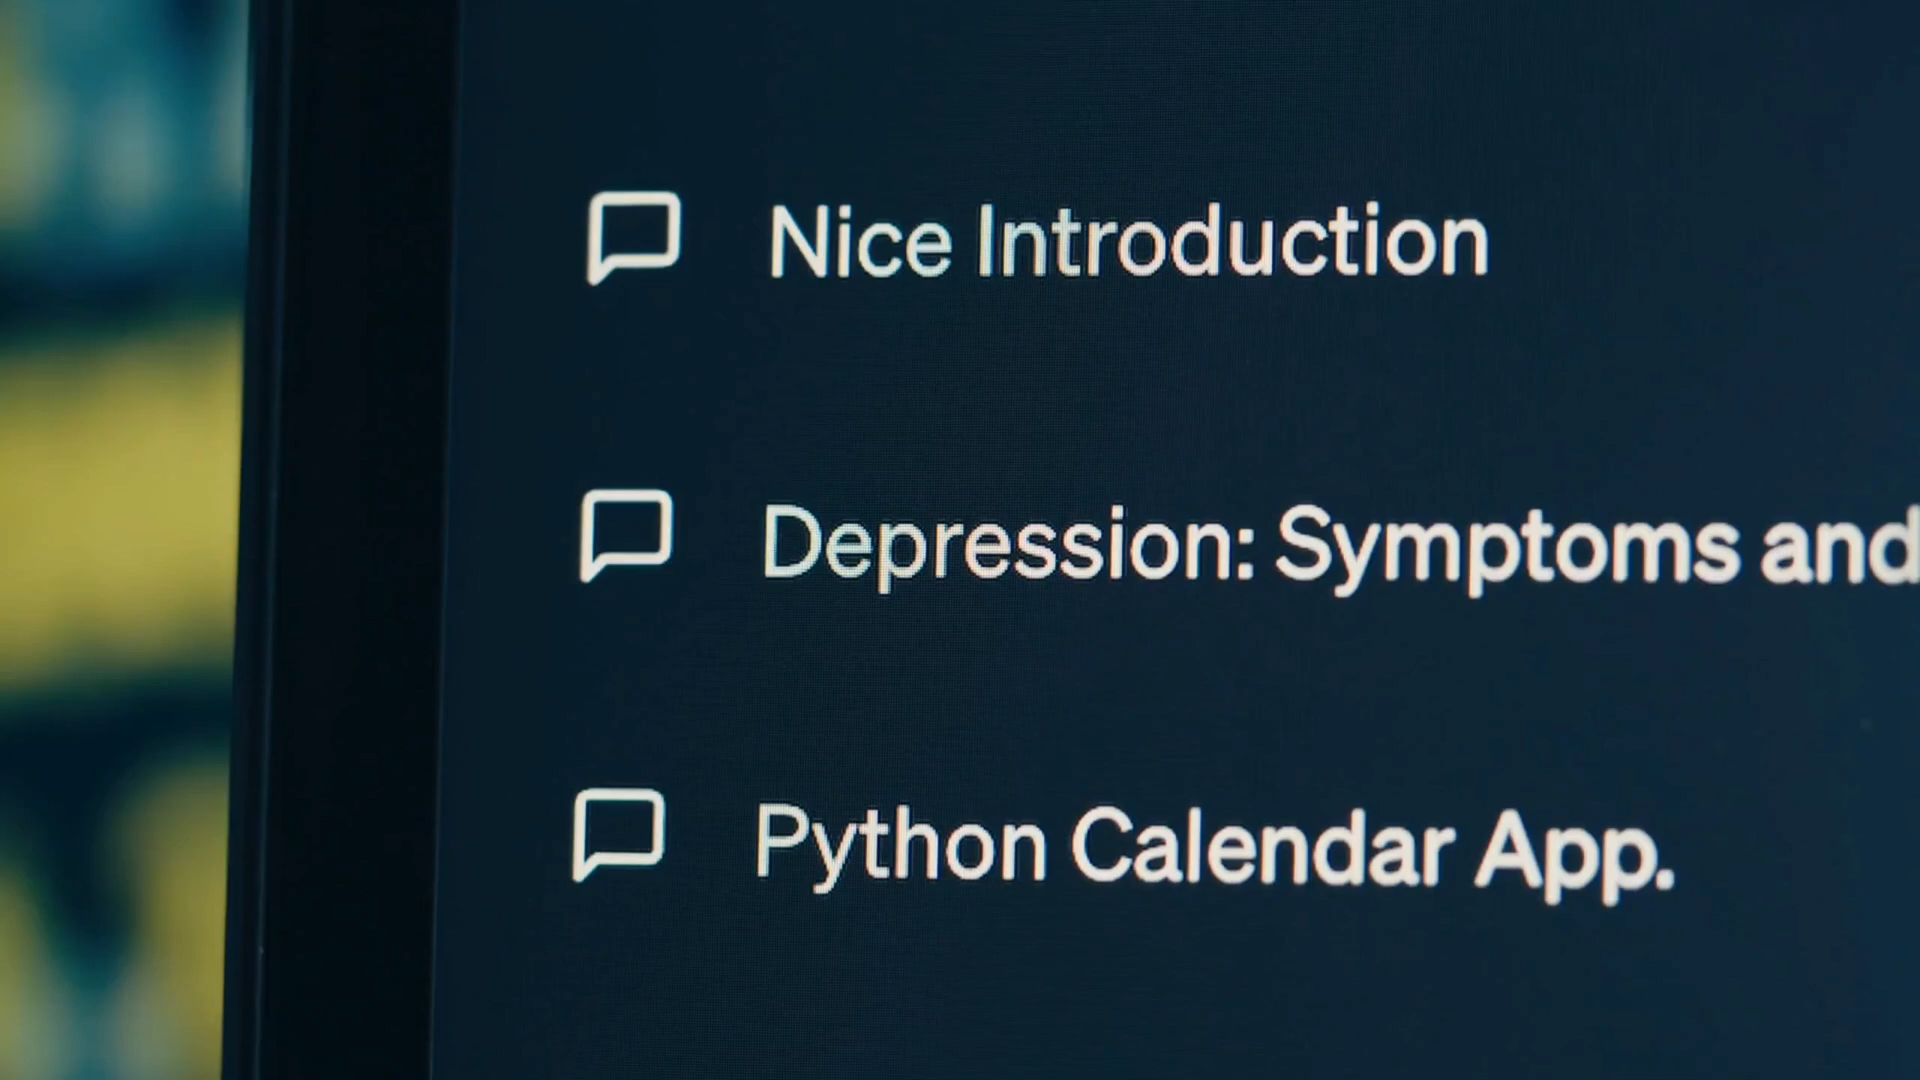 Nice Introduction
Depression: Symptoms and
Python Calendar App.